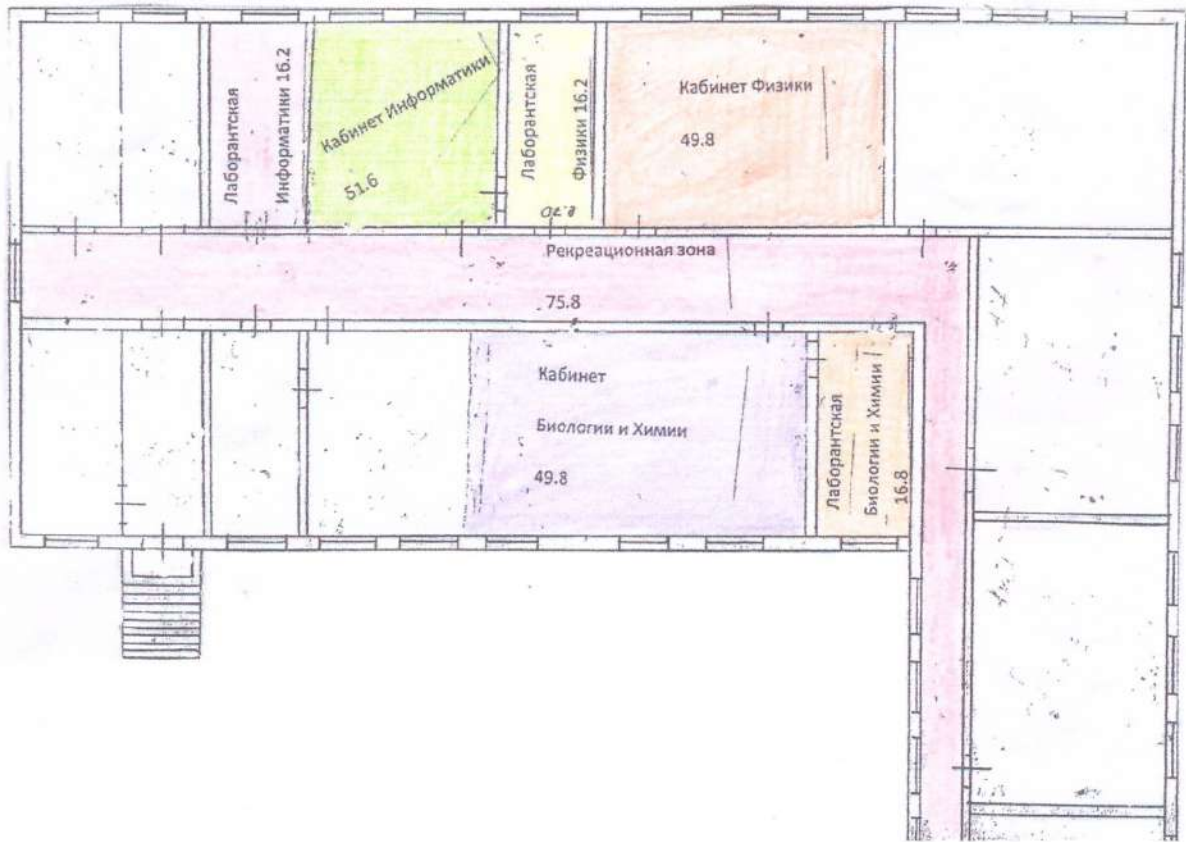 Лаборантская
Информатики 16.2
Кабинет Информатики
51.6
Лаборантская
Физики 16.2
Кабинет Физики
49.8
Рекреационная зона
75.8
Кабинет
Биологии и Химии
49.8
Лаборантская
Биологии и Химии
16.8